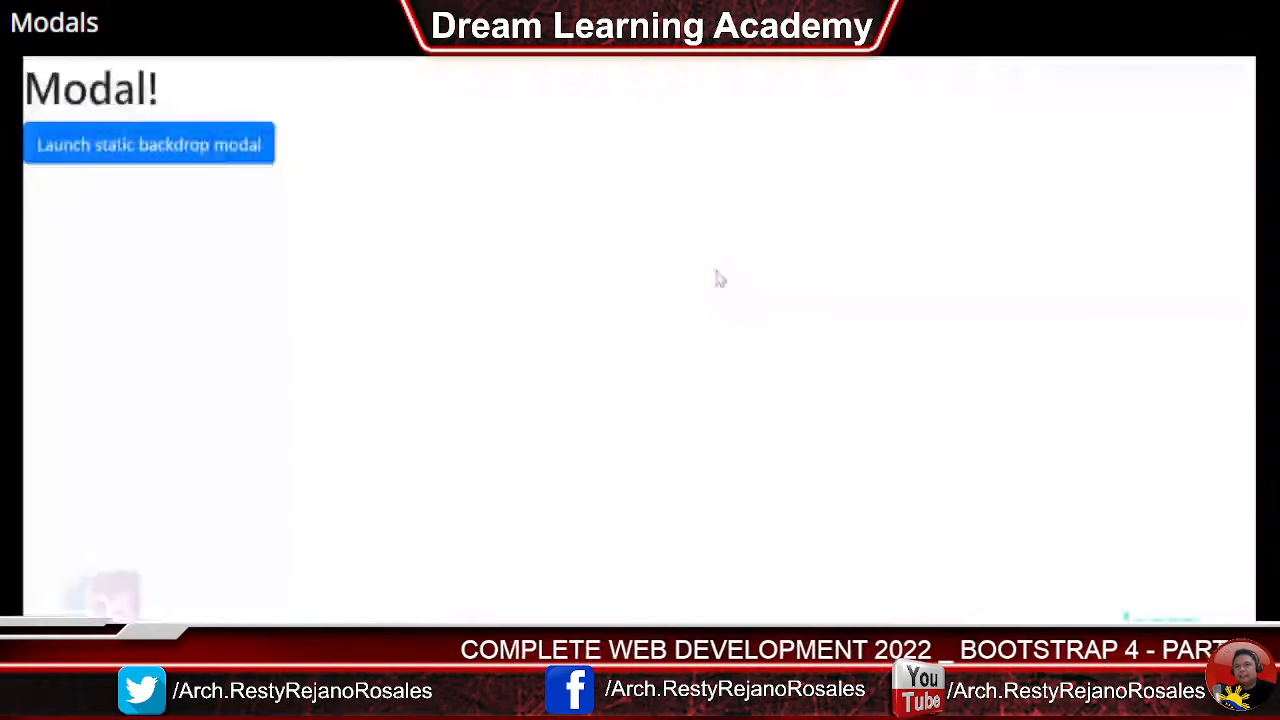 Modals
Dream Learning Academy
Modal!
Launch static backdrop modal
COMPLETE WEB DEVELOPMENT 2022 _ BOOTSTRAP 4 - PART
/Arch.RestyRejanoRosales
/Arch.RestyRejanoRosales
You
Tube
/Arch.RestyRejanoRosales